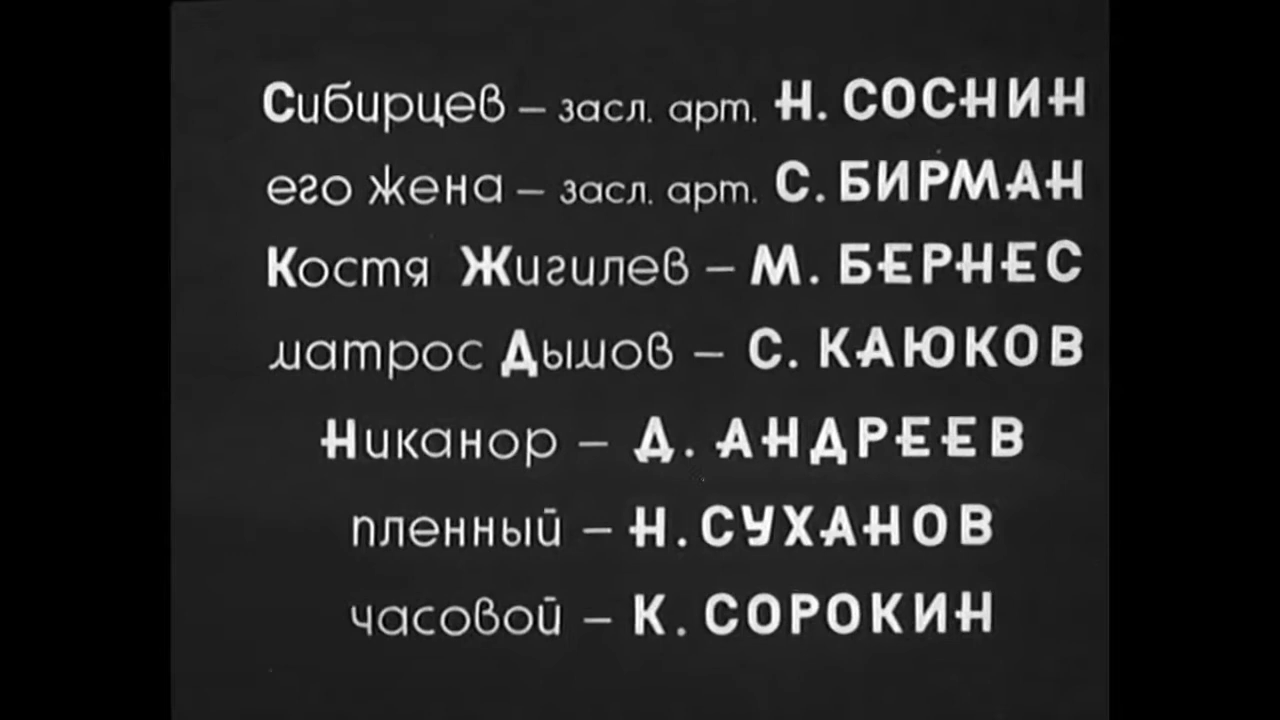 Сибирцев – засл. арт. Н. СОСНИН
его жена – засл. арт. С. БИРМАН
Костя Жигилев – М. БЕРНЕС
матрос Дымов – С. КАЮКОВ
Никанор – Д. АНДРЕЕВ
пленный – Н. СУХАНОВ
часовой – К. СОРОКИН